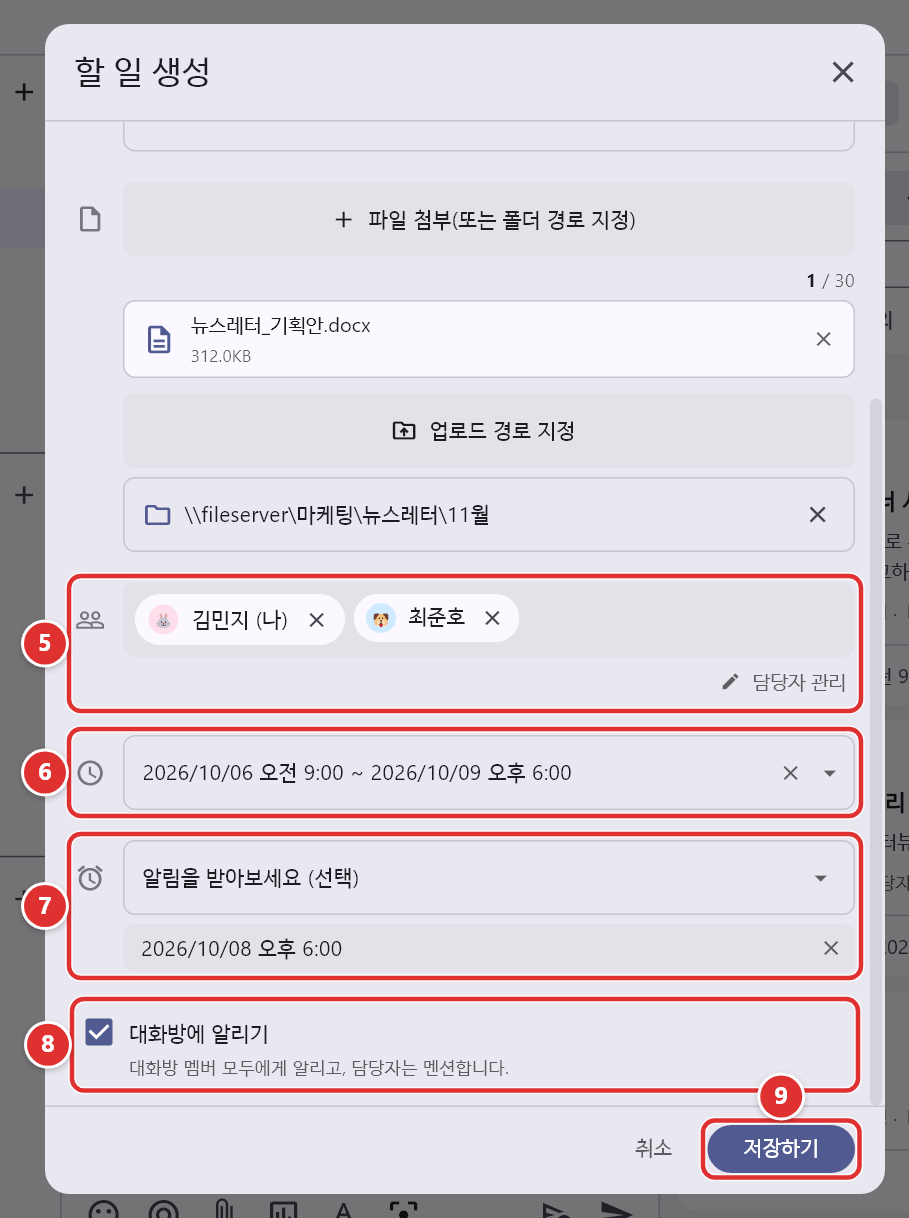 할 일 생성
파일 첨부(또는 폴더 경로 지정)
1 / 30
뉴스레터_기획안.docx
312.0KB
업로드 경로 지정
\\fileserver\마케팅\뉴스레터\11월
5
김민지 (나)
최준호
담당자 관리
6
2026/10/06 오전 9:00 ~ 2026/10/09 오후 6:00
7
알림을 받아보세요 (선택)
2026/10/08 오후 6:00
8
대화방에 알리기
대화방 멤버 모두에게 알리고, 담당자는 멘션합니다.
9
취소
저장하기